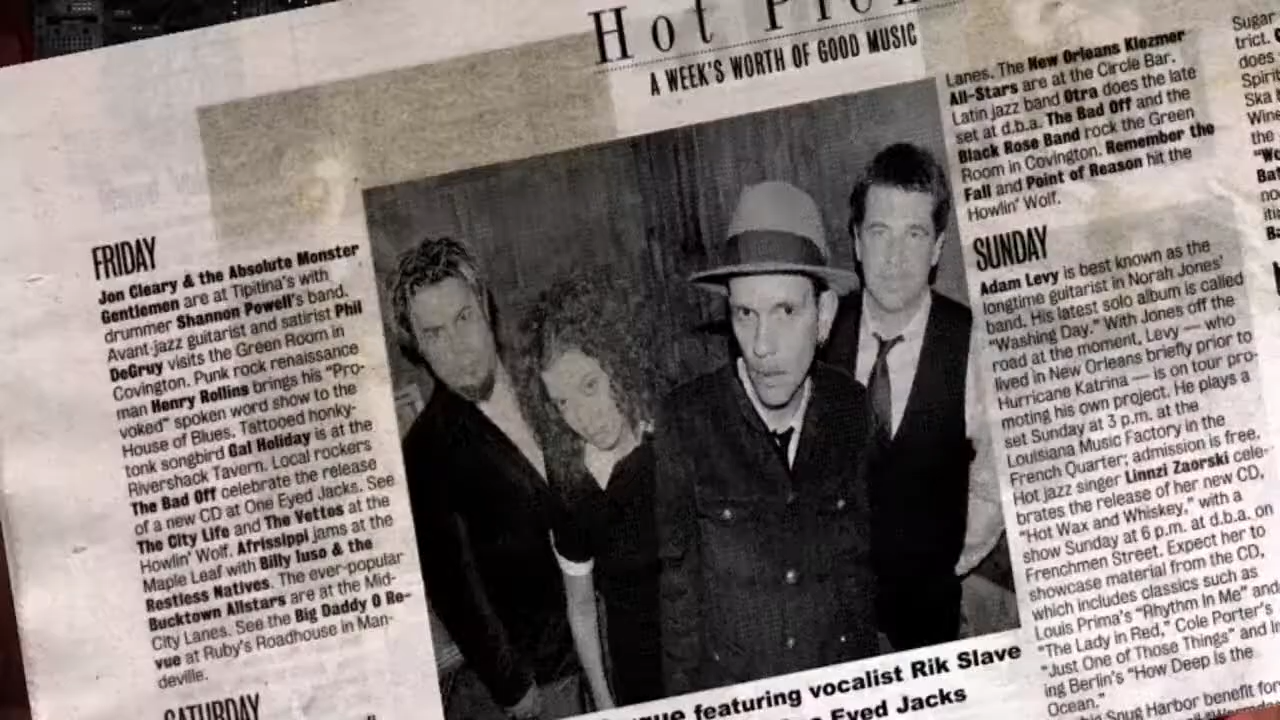 Hot
A WEEK'S WORTH OF GOOD MUSIC
FRIDAY
Jon Cleary & the Absolute Monster
Gentlemen are at Tipitina's with
drummer Shannon Powell's band.
Avant-jazz guitarist and satirist Phil
DeGruy visits the Green Room in
Covington. Punk rock renaissance
man Henry Rollins brings his "Pro-
voked" spoken word show to the
House of Blues. Tattooed honky-
tonk songbird Gal Holiday is at the
Rivershack Tavern. Local rockers
The Bad Off celebrate the release
of a new CD at One Eyed Jacks. See
The City Life and The Vettes at the
Howlin' Wolf. Afrissippi jams at the
Maple Leaf with Billy Iuso & the
Restless Natives. The ever-popular
Bucktown Allstars are at the Mid-
City Lanes. See the Big Daddy O Re-
vue at Ruby's Roadhouse in Man-
deville.
SATURDAY
featuring vocalist Rik Slave
Eyed Jacks
Lanes. The New Orleans Klezmer
All-Stars are at the Circle Bar.
Latin jazz band Otra does the late
set at d.b.a. The Bad Off and the
Black Rose Band rock the Green
Room in Covington. Remember the
Fall and Point of Reason hit the
Howlin' Wolf.
SUNDAY
Adam Levy is best known as the
longtime guitarist in Norah Jones'
band. His latest solo album is called
"Washing Day." With Jones off the
road at the moment, Levy — who
lived in New Orleans briefly prior to
Hurricane Katrina — is on tour pro-
moting his own project. He plays a
set Sunday at 3 p.m. at the
Louisiana Music Factory in the
French Quarter; admission is free.
Hot jazz singer Linnzi Zaorski cele-
brates the release of her new CD,
"Hot Wax and Whiskey," with a
show Sunday at 6 p.m. at d.b.a. on
Frenchmen Street. Expect her to
showcase material from the CD,
which includes classics such as
Louis Prima's "Rhythm In Me" and
"The Lady in Red," Cole Porter's
"Just One of Those Things" and Ir
ing Berlin's "How Deep Is the
Ocean."
Snug Harbor benefit for
Sugar
trict.
does
Spiri
Ska
Wins
the
Bat
no